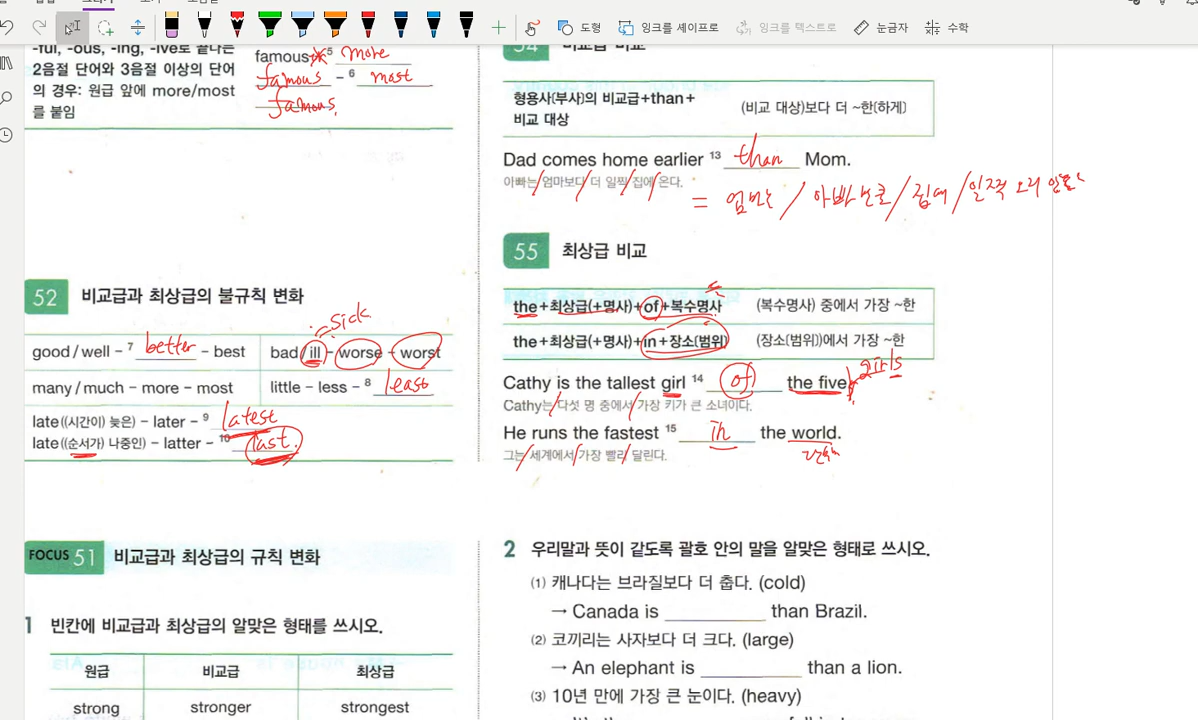 도형
잉크를 셰이프로
잉크를 텍스트로
눈금자
수학
-ful, -ous, -ing, -ive로 끝나는
2음절 단어와 3음절 이상의 단어
의 경우: 원급 앞에 more/most
를 붙임
famous - 5 more
famous - 6 most
famous.
52 비교급과 최상급의 불규칙 변화
= sick
good / well - 7 better - best
bad / ill - worse - worst
many / much - more - most
little - less - 8 least
late ((시간이) 늦은) - later - 9 latest
late ((순서가) 나중인) - latter - 10 last.
FOCUS 51 비교급과 최상급의 규칙 변화
1 빈칸에 비교급과 최상급의 알맞은 형태를 쓰시오.
원급 비교급 최상급
strong stronger strongest
54 비교급 비교
형용사(부사)의 비교급+than+
비교 대상
(비교 대상)보다 더 ~한(하게)
Dad comes home earlier 13 than Mom.
아빠는 엄마보다 더 일찍 집에 온다.
= 엄마는 / 아빠 / 집에 / 일찍
55 최상급 비교
the+최상급(+명사)+of+복수명사 (복수명사) 중에서 가장 ~한
the+최상급(+명사)+in+장소(범위) (장소(범위))에서 가장 ~한
Cathy is the tallest girl 14 of the five girls
Cathy는 다섯 명 중에서 가장 키가 큰 소녀이다.
He runs the fastest 15 in the world.
그는 세계에서 가장 빨리 달린다.
2 우리말과 뜻이 같도록 괄호 안의 말을 알맞은 형태로 쓰시오.
(1) 캐나다는 브라질보다 더 춥다. (cold)
→ Canada is than Brazil.
(2) 코끼리는 사자보다 더 크다. (large)
→ An elephant is than a lion.
(3) 10년 만에 가장 큰 눈이다. (heavy)